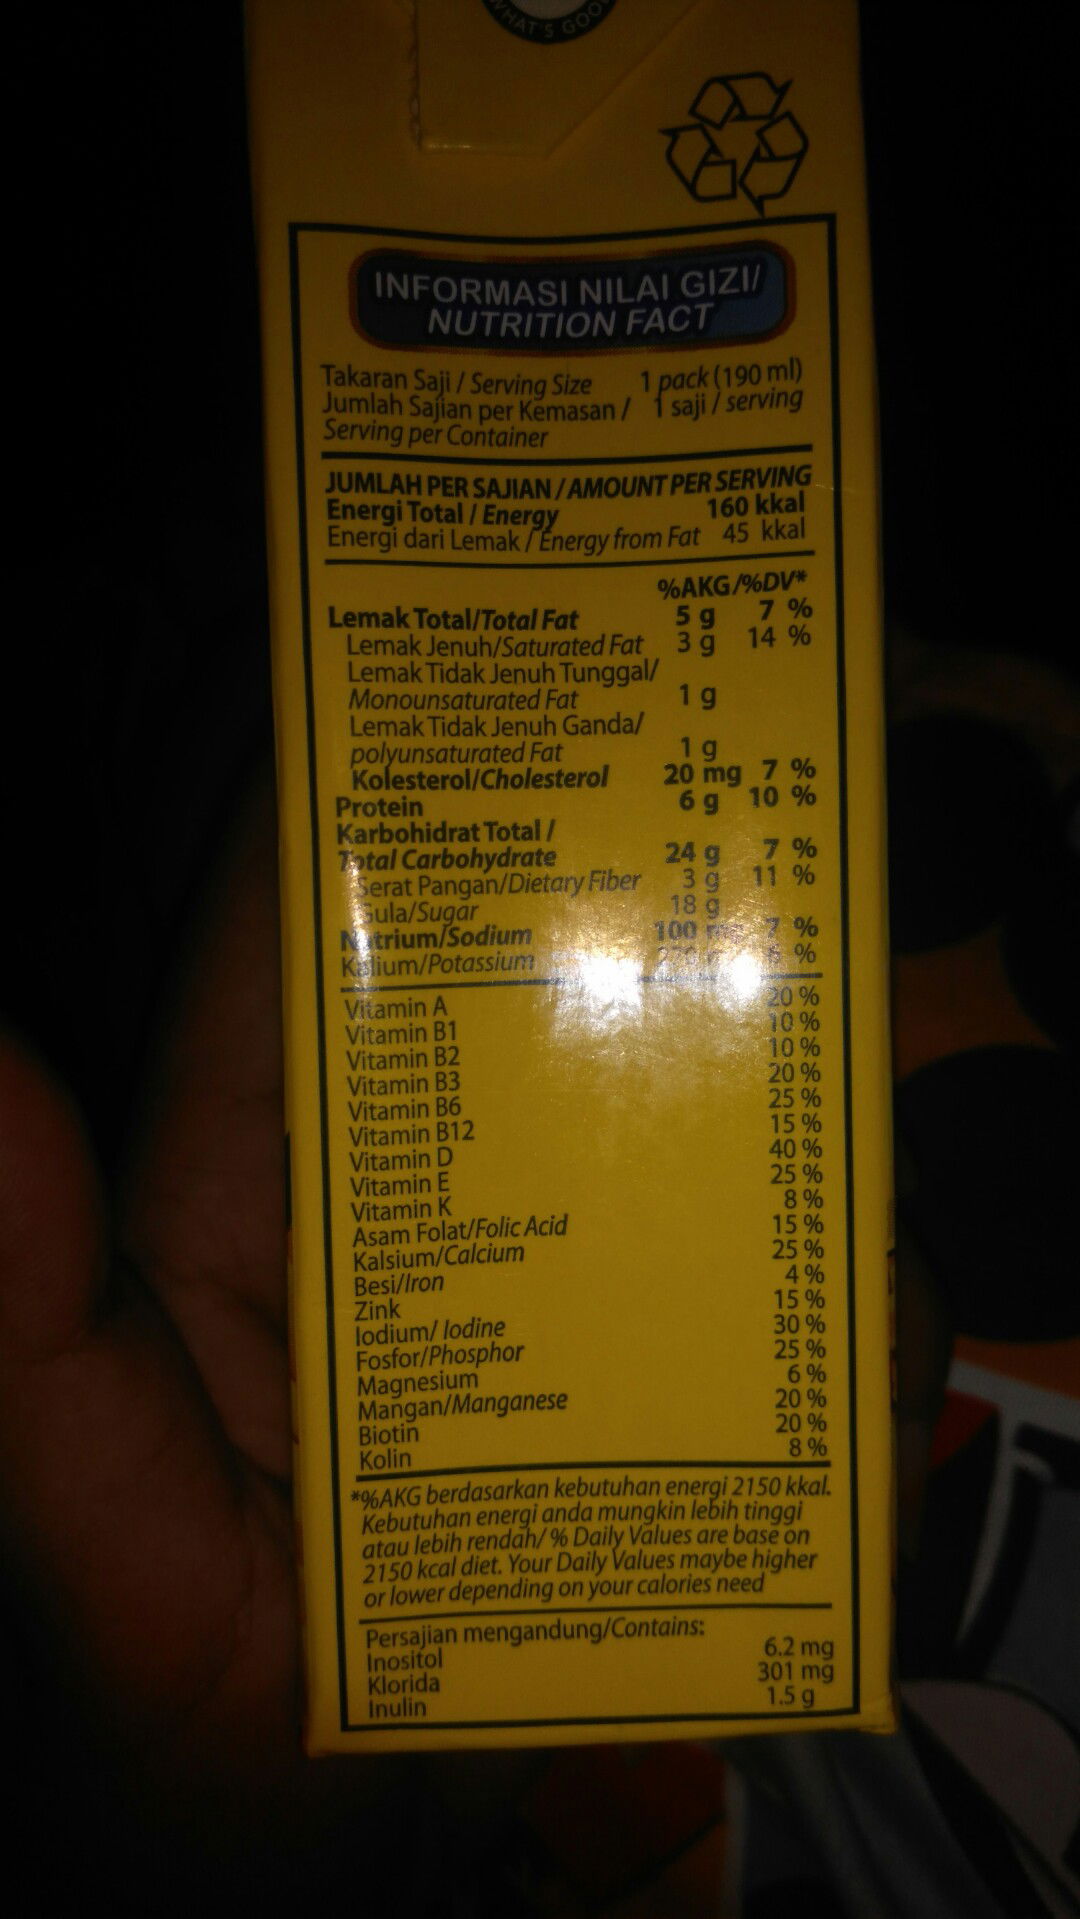 WHAT'S GOO
INFORMASI NILAI GIZI/
NUTRITION FACT
Takaran Saji / Serving Size 1 pack (190 ml)
Jumlah Sajian per Kemasan / 1 saji / serving
Serving per Container
JUMLAH PER SAJIAN / AMOUNT PER SERVING
Energi Total / Energy 160 kkal
Energi dari Lemak / Energy from Fat 45 kkal
%AKG/%DV*
Lemak Total/Total Fat 5 g 7 %
Lemak Jenuh/Saturated Fat 3 g 14 %
Lemak Tidak Jenuh Tunggal/
Monounsaturated Fat 1 g
Lemak Tidak Jenuh Ganda/
polyunsaturated Fat 1 g
Kolesterol/Cholesterol 20 mg 7 %
Protein 6 g 10 %
Karbohidrat Total /
Total Carbohydrate 24 g 7 %
Serat Pangan/Dietary Fiber 3 g 11 %
Gula/Sugar 18 g
Natrium/Sodium 100 mg 7 %
Kalium/Potassium %
Vitamin A 20 %
Vitamin B1 10 %
Vitamin B2 10 %
Vitamin B3 20 %
Vitamin B6 25 %
Vitamin B12 15 %
Vitamin D 40 %
Vitamin E 25 %
Vitamin K 8 %
Asam Folat/Folic Acid 15 %
Kalsium/Calcium 25 %
Besi/Iron 4 %
Zink 15 %
Iodium/ Iodine 30 %
Fosfor/Phosphor 25 %
Magnesium 6 %
Mangan/Manganese 20 %
Biotin 20 %
Kolin 8 %
*%AKG berdasarkan kebutuhan energi 2150 kkal.
Kebutuhan energi anda mungkin lebih tinggi
atau lebih rendah/ % Daily Values are base on
2150 kcal diet. Your Daily Values maybe higher
or lower depending on your calories need
Persajian mengandung/Contains:
Inositol 6.2 mg
Klorida 301 mg
Inulin 1.5 g